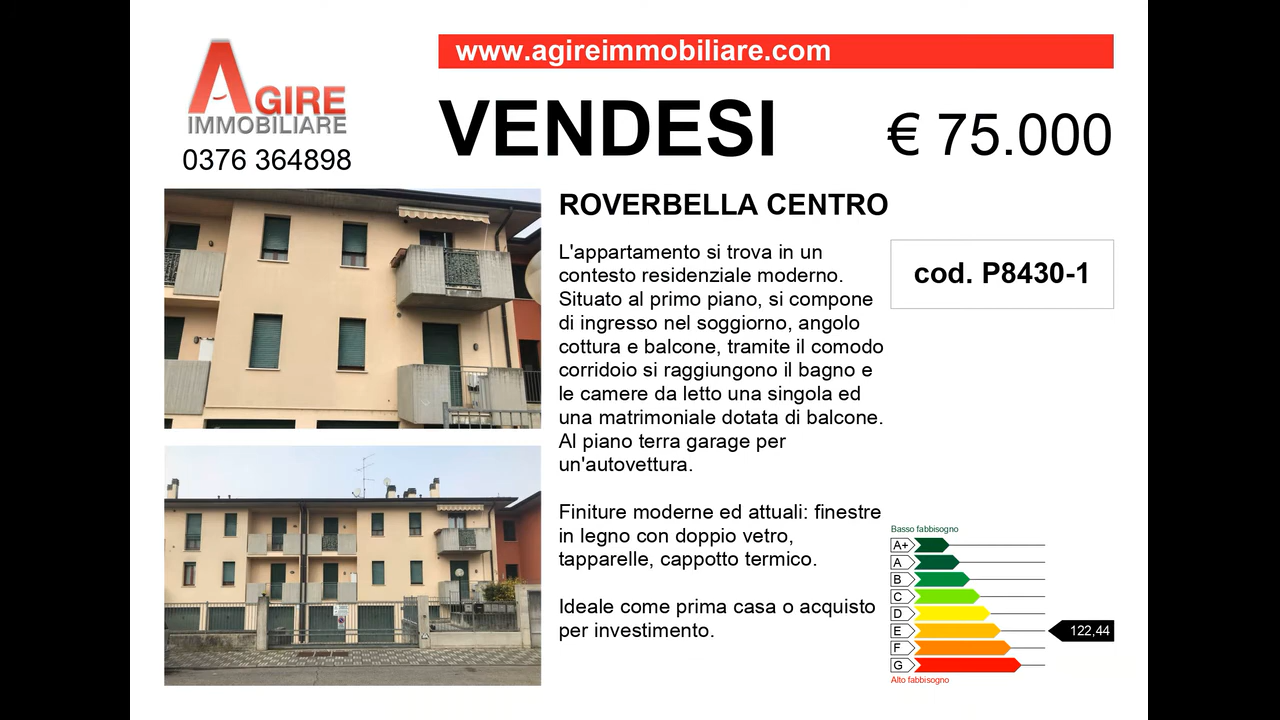 AGIRE
IMMOBILIARE
0376 364898
www.agireimmobiliare.com
VENDESI
€ 75.000
ROVERBELLA CENTRO
L'appartamento si trova in un
contesto residenziale moderno.
Situato al primo piano, si compone
di ingresso nel soggiorno, angolo
cottura e balcone, tramite il comodo
corridoio si raggiungono il bagno e
le camere da letto una singola ed
una matrimoniale dotata di balcone.
Al piano terra garage per
un'autovettura.
Finiture moderne ed attuali: finestre
in legno con doppio vetro,
tapparelle, cappotto termico.
Ideale come prima casa o acquisto
per investimento.
cod. P8430-1
Basso fabbisogno
A+
A
B
C
D
E
122,44
F
G
Alto fabbisogno